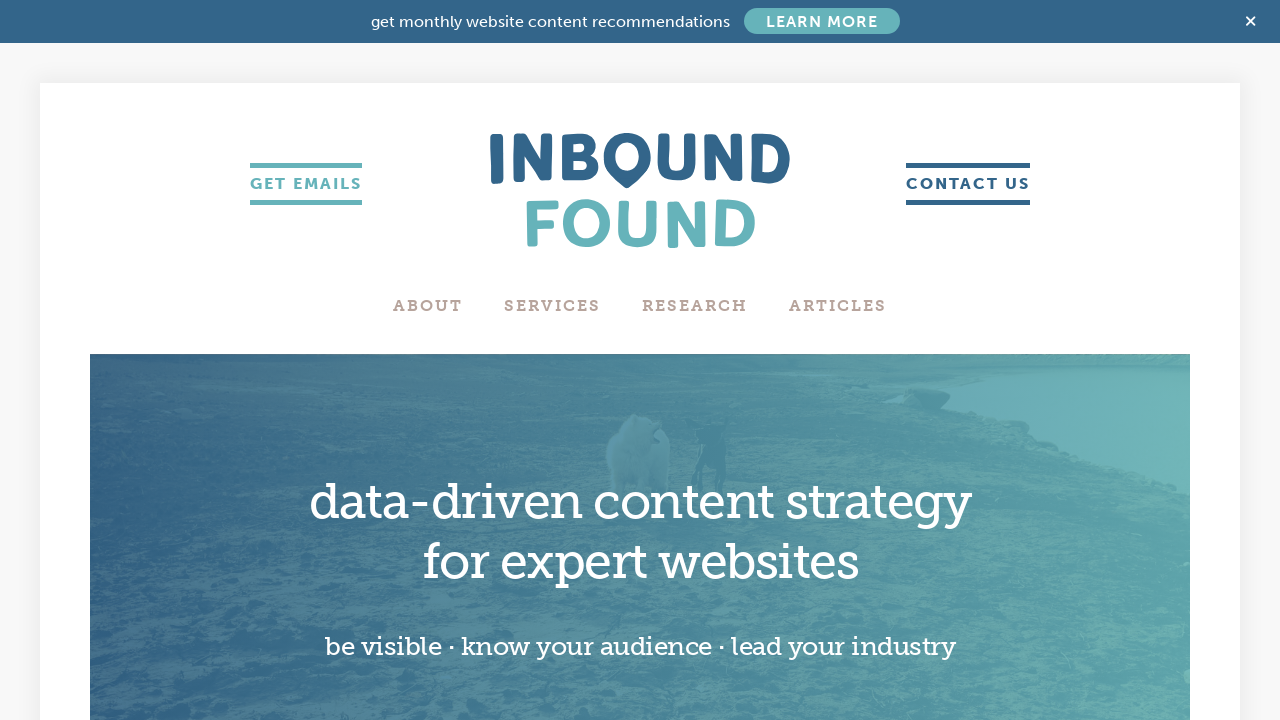 get monthly website content recommendations LEARN MORE ×
GET EMAILS
INBOUND
FOUND
CONTACT US
ABOUT SERVICES RESEARCH ARTICLES
data-driven content strategy
for expert websites
be visible · know your audience · lead your industry